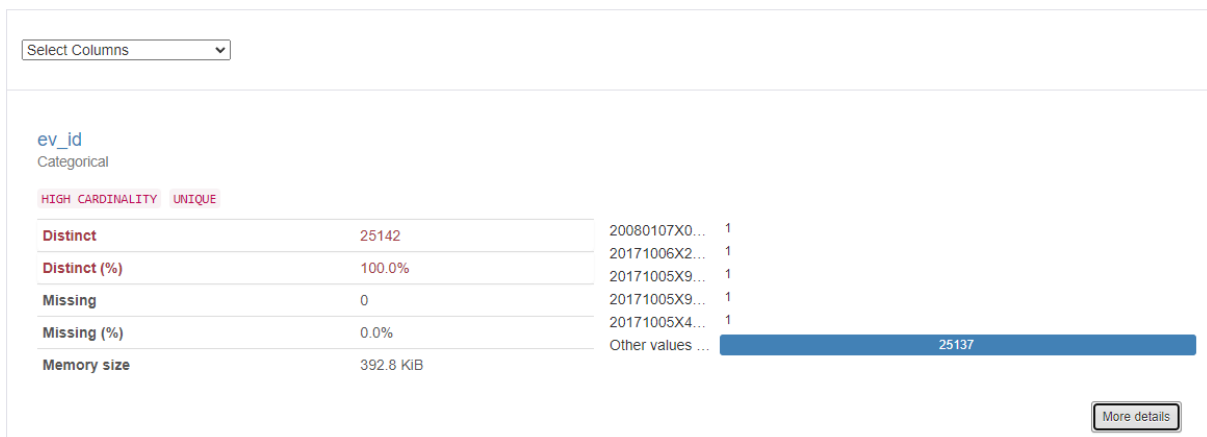 Select Columns
ev_id
Categorical
HIGH CARDINALITY UNIQUE
Distinct 25142
Distinct (%) 100.0%
Missing 0
Missing (%) 0.0%
Memory size 392.8 KiB
20080107X0... 1
20171006X2... 1
20171005X9... 1
20171005X9... 1
20171005X4... 1
Other values ... 25137
More details